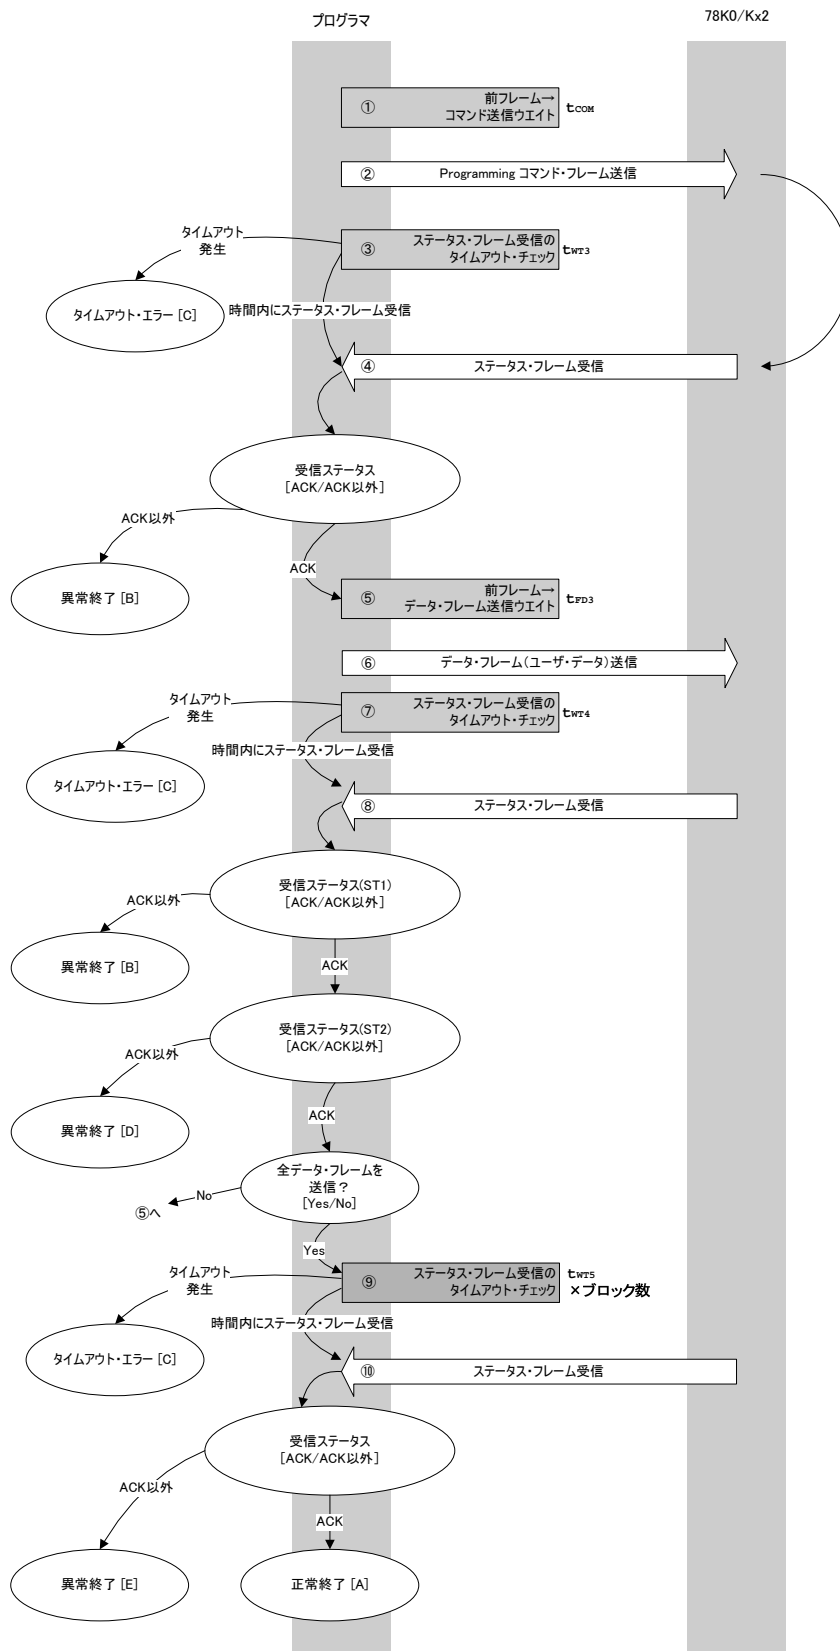 プログラマ
78K0/Kx2
①
前フレーム→
コマンド送信ウエイト
tCOM
②
Programming コマンド・フレーム送信
タイムアウト
発生
③
ステータス・フレーム受信の
タイムアウト・チェック
tWT3
タイムアウト・エラー [C]
時間内にステータス・フレーム受信
④
ステータス・フレーム受信
受信ステータス
[ACK/ACK以外]
ACK以外
異常終了 [B]
ACK
⑤
前フレーム→
データ・フレーム送信ウエイト
tFD3
⑥
データ・フレーム(ユーザ・データ)送信
タイムアウト
発生
⑦
ステータス・フレーム受信の
タイムアウト・チェック
tWT4
時間内にステータス・フレーム受信
タイムアウト・エラー [C]
⑧
ステータス・フレーム受信
受信ステータス(ST1)
[ACK/ACK以外]
ACK以外
異常終了 [B]
ACK
受信ステータス(ST2)
[ACK/ACK以外]
ACK以外
異常終了 [D]
ACK
全データ・フレームを
送信?
[Yes/No]
No
⑤へ
Yes
タイムアウト
発生
⑨
ステータス・フレーム受信の
タイムアウト・チェック
tWT5
×ブロック数
時間内にステータス・フレーム受信
タイムアウト・エラー [C]
⑩
ステータス・フレーム受信
受信ステータス
[ACK/ACK以外]
ACK以外
ACK
異常終了 [E]
正常終了 [A]